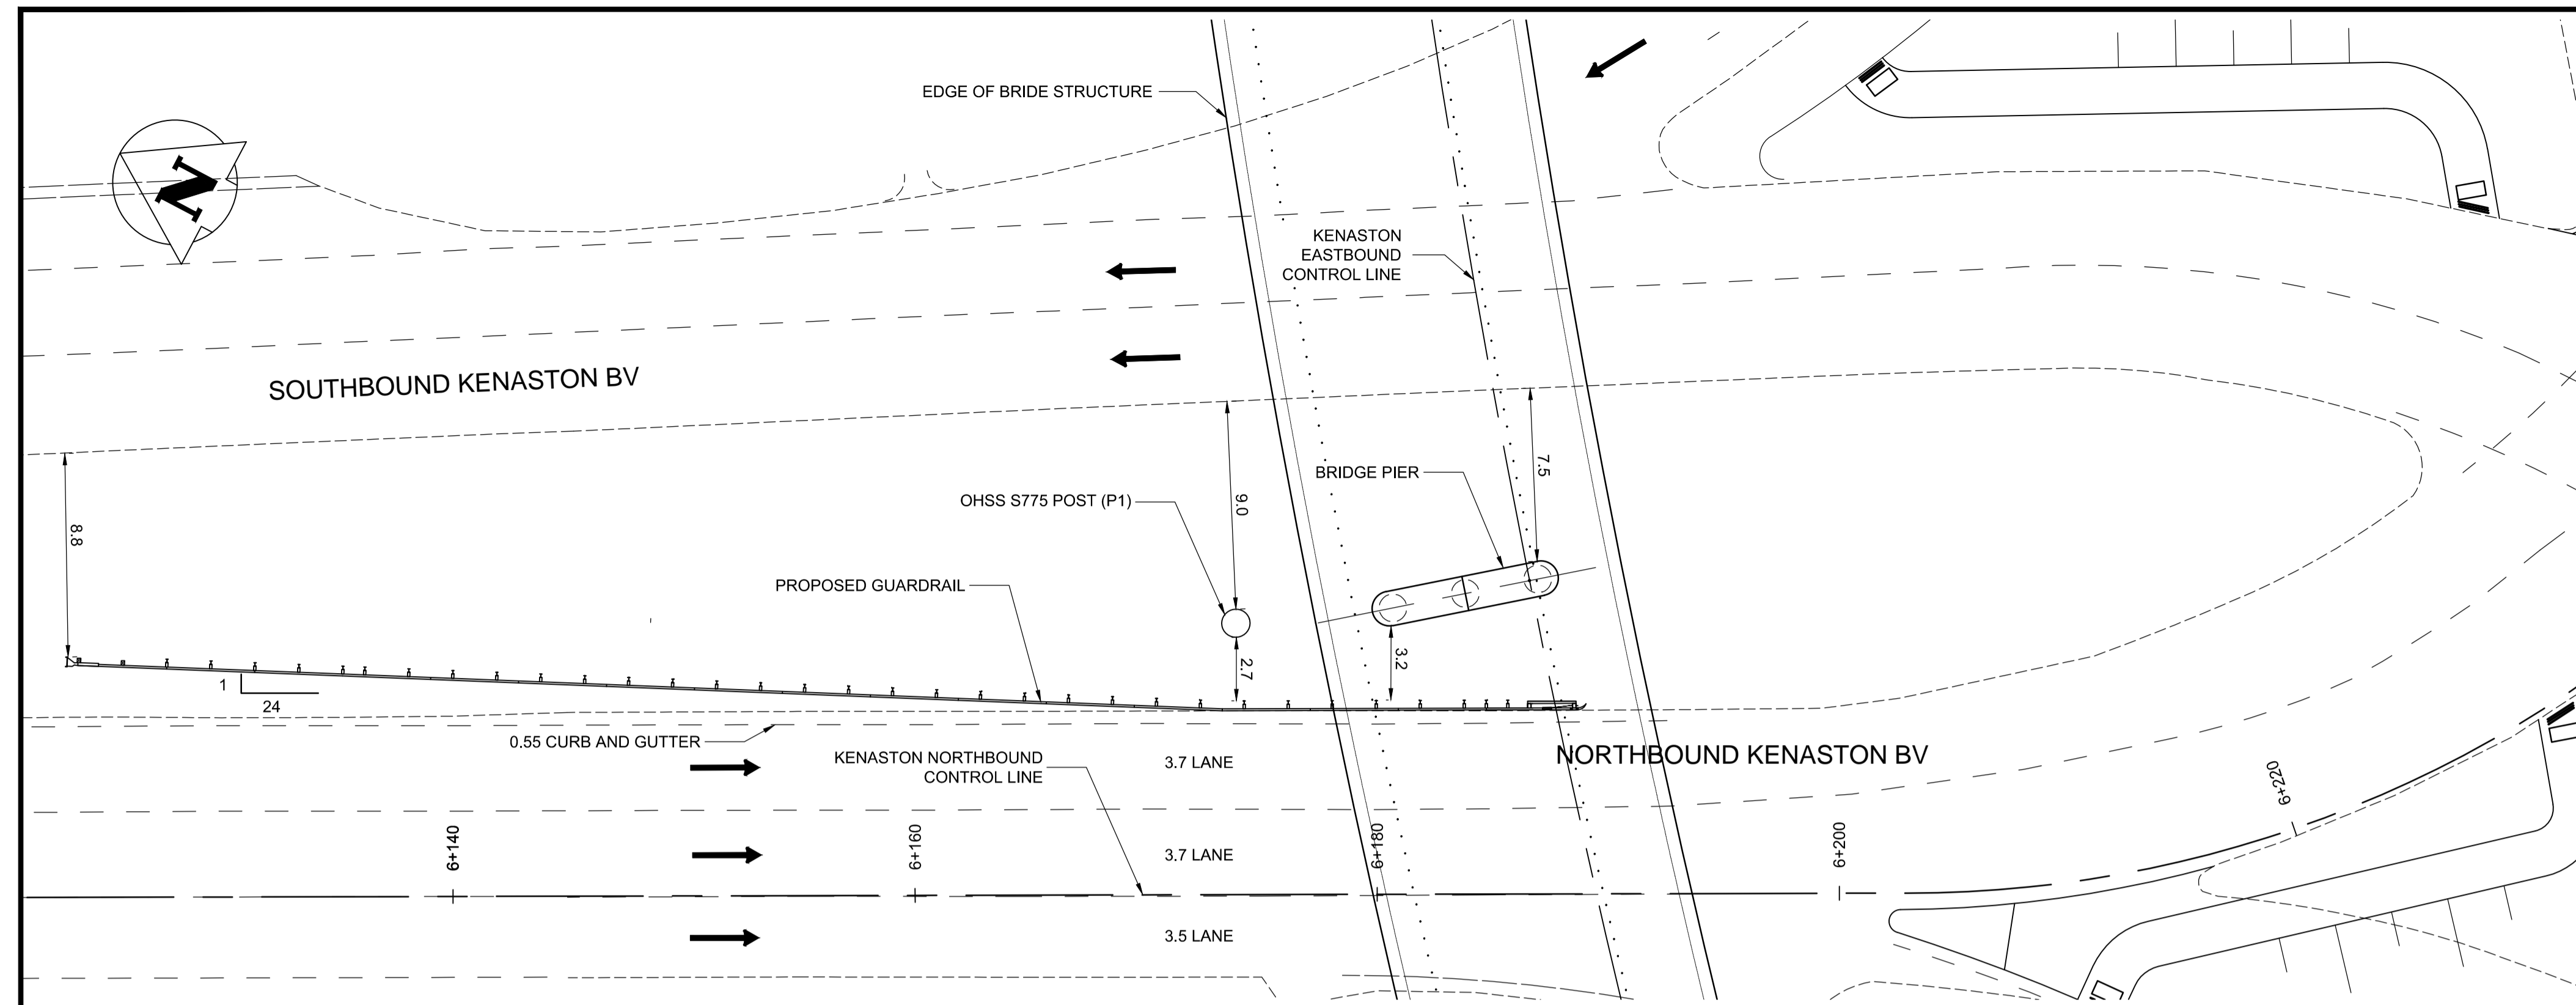 EDGE OF BRIDE STRUCTURE
N
KENASTON
EASTBOUND
CONTROL LINE
SOUTHBOUND KENASTON BV
BRIDGE PIER
7.5
OHSS S775 POST (P1)
9.0
8.8
PROPOSED GUARDRAIL
2.7
3.2
1
24
0.55 CURB AND GUTTER
KENASTON NORTHBOUND
CONTROL LINE
3.7 LANE
NORTHBOUND KENASTON BV
6+140
6+160
3.7 LANE
6+180
6+200
6+220
3.5 LANE